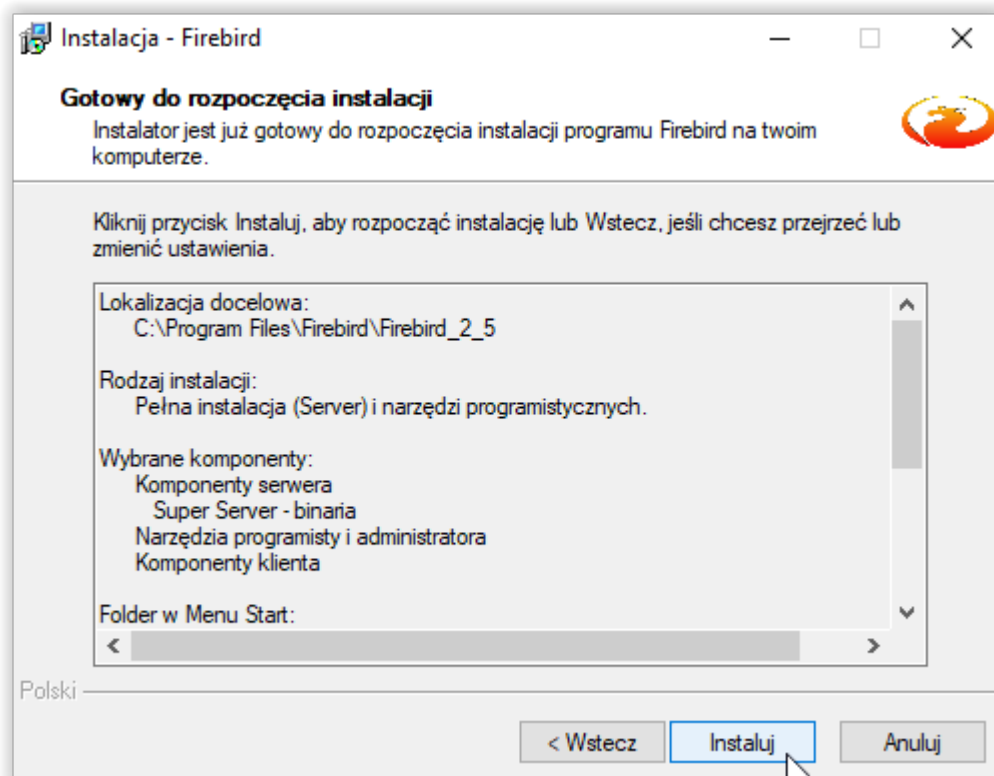 Instalacja - Firebird
Gotowy do rozpoczęcia instalacji
Instalator jest już gotowy do rozpoczęcia instalacji programu Firebird na twoim
komputerze.
Kliknij przycisk Instaluj, aby rozpocząć instalację lub Wstecz, jeśli chcesz przejrzeć lub
zmienić ustawienia.
Lokalizacja docelowa:
C:\Program Files\Firebird\Firebird_2_5
Rodzaj instalacji:
Pełna instalacja (Server) i narzędzi programistycznych.
Wybrane komponenty:
Komponenty serwera
Super Server - binaria
Narzędzia programisty i administratora
Komponenty klienta
Folder w Menu Start:
Polski
< Wstecz
Instaluj
Anuluj